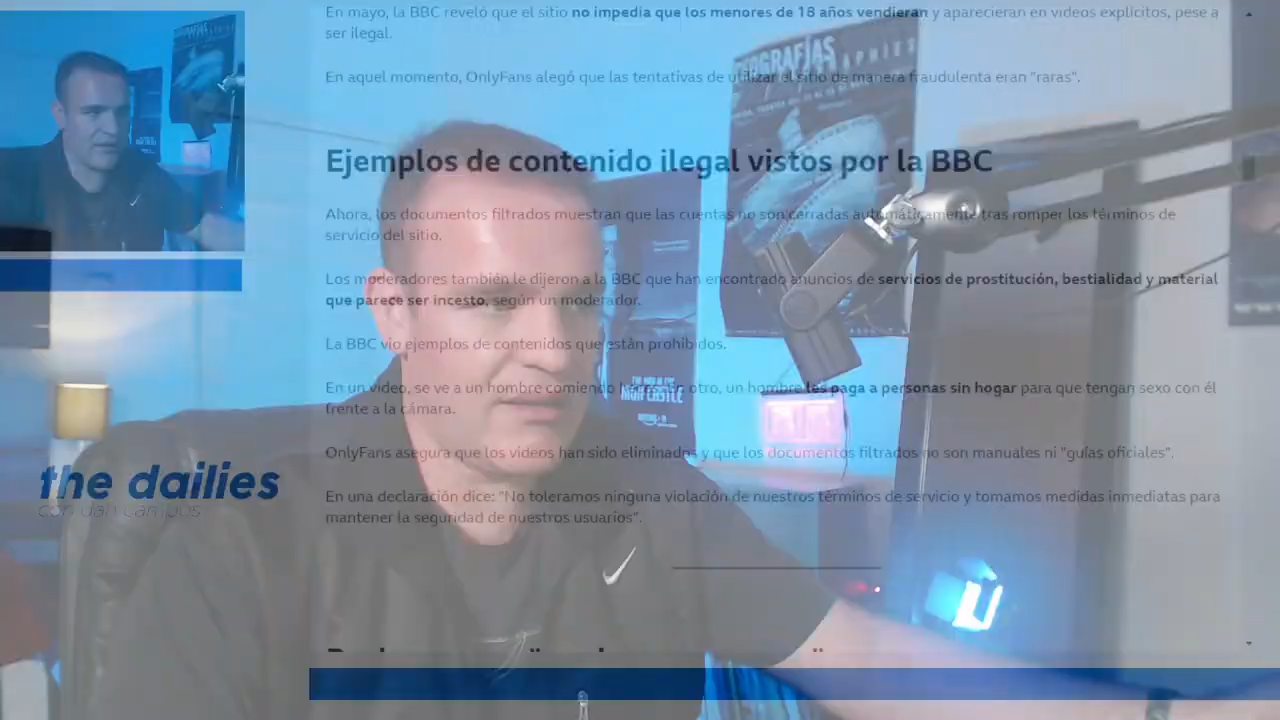 En mayo, la BBC reveló que el sitio no impedía que los menores de 18 años vendieran y aparecieran en videos explícitos, pese a
ser ilegal.
En aquel momento, OnlyFans alegó que las tentativas de utilizar el sitio de manera fraudulenta eran "raras".
Ejemplos de contenido ilegal vistos por la BBC
Ahora, los documentos filtrados muestran que las cuentas no son cerradas automáticamente tras romper los términos de
servicio del sitio.
Los moderadores también le dijeron a la BBC que han encontrado anuncios de servicios de prostitución, bestialidad y material
que parece ser incesto, según un moderador.
La BBC vio ejemplos de contenidos que están prohibidos.
En un video, se ve a un hombre comiendo otro, un hombre les paga a personas sin hogar para que tengan sexo con él
frente a la cámara.
OnlyFans asegura que los videos han sido eliminados y que los documentos filtrados no son manuales ni "guías oficiales".
En una declaración dice: "No toleramos ninguna violación de nuestros términos de servicio y tomamos medidas inmediatas para
mantener la seguridad de nuestros usuarios".
the dailies
con dan campos